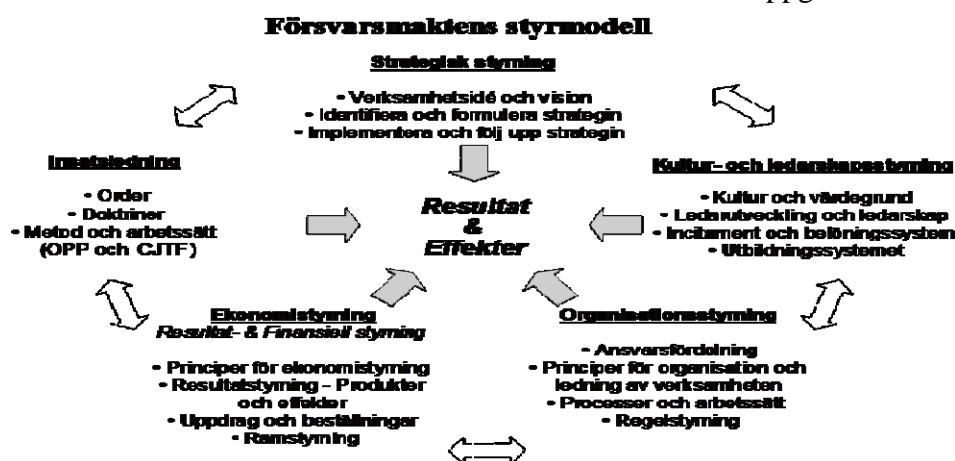 Försvarsmaktens styrmodell
Strategisk styrning
- Verksamhetsidé och vision
- Identifiera och formulera strategin
- Implementera och följ upp strategin
Insatsledning
- Order
- Doktriner
- Metod och arbetssätt
(OPP och CJTF)
Resultat
&
Effekter
Kultur- och ledarskapsstyrning
- Kultur och värdegrund
- Ledarutveckling och ledarskap
- Incitament och belöningssystem
- Utbildningssystemet
Ekonomistyrning
Resultat- & Finansiell styrning
- Principer för ekonomistyrning
- Resultatstyrning - Produkter
och effekter
- Uppdrag och beställningar
- Ramstyrning
Organisationsstyrning
- Ansvarsfördelning
- Principer för organisation och
ledning av verksamheten
- Processer och arbetssätt
- Regelstyrning